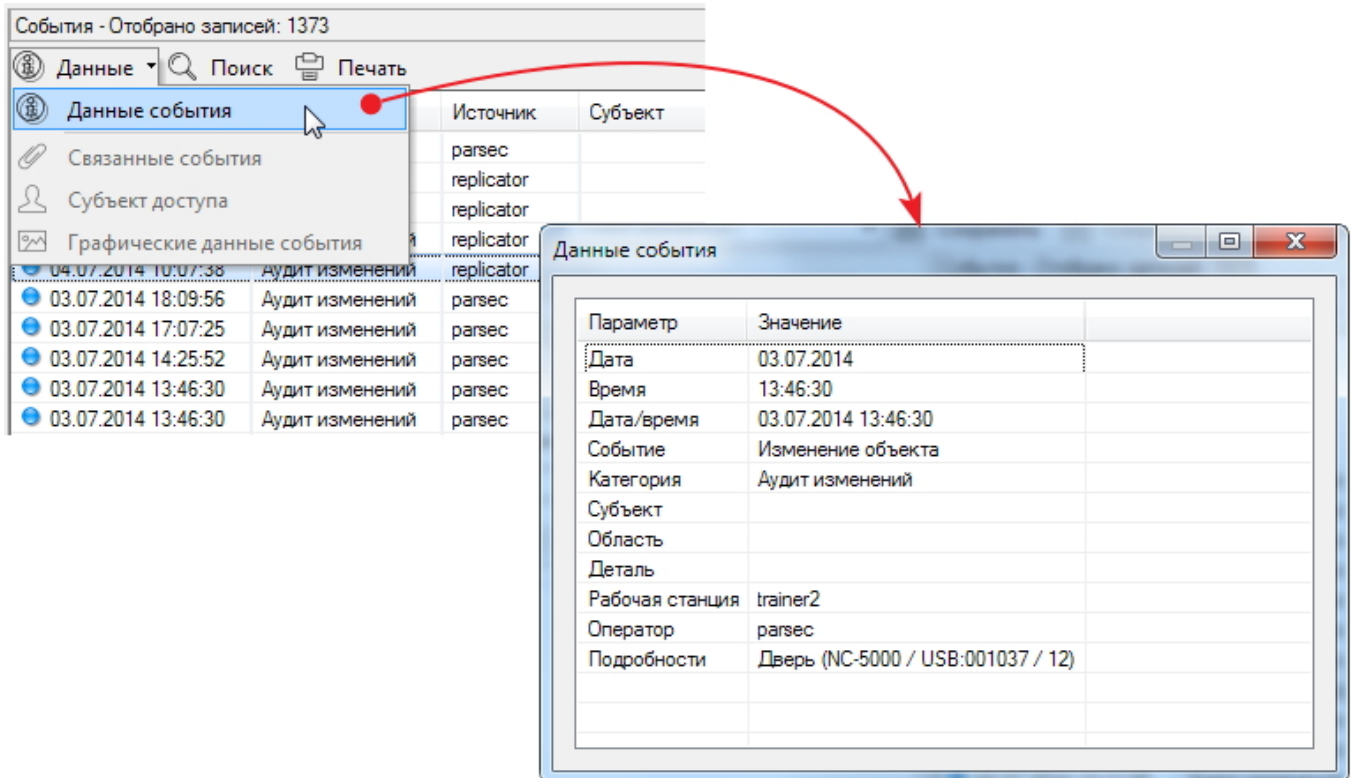 События - Отобрано записей: 1373
Данные Поиск Печать
Данные события
Источник Субъект
Связанные события
parsec
Субъект доступа
replicator
replicator
Графические данные события
й replicator
04.07.2014 10:07:38 Аудит изменений replicator
03.07.2014 18:09:56 Аудит изменений parsec
03.07.2014 17:07:25 Аудит изменений parsec
03.07.2014 14:25:52 Аудит изменений parsec
03.07.2014 13:46:30 Аудит изменений parsec
03.07.2014 13:46:30 Аудит изменений parsec
Данные события
Параметр Значение
Дата 03.07.2014
Время 13:46:30
Дата/время 03.07.2014 13:46:30
Событие Изменение объекта
Категория Аудит изменений
Субъект
Область
Деталь
Рабочая станция trainer2
Оператор parsec
Подробности Дверь (NC-5000 / USB:001037 / 12)